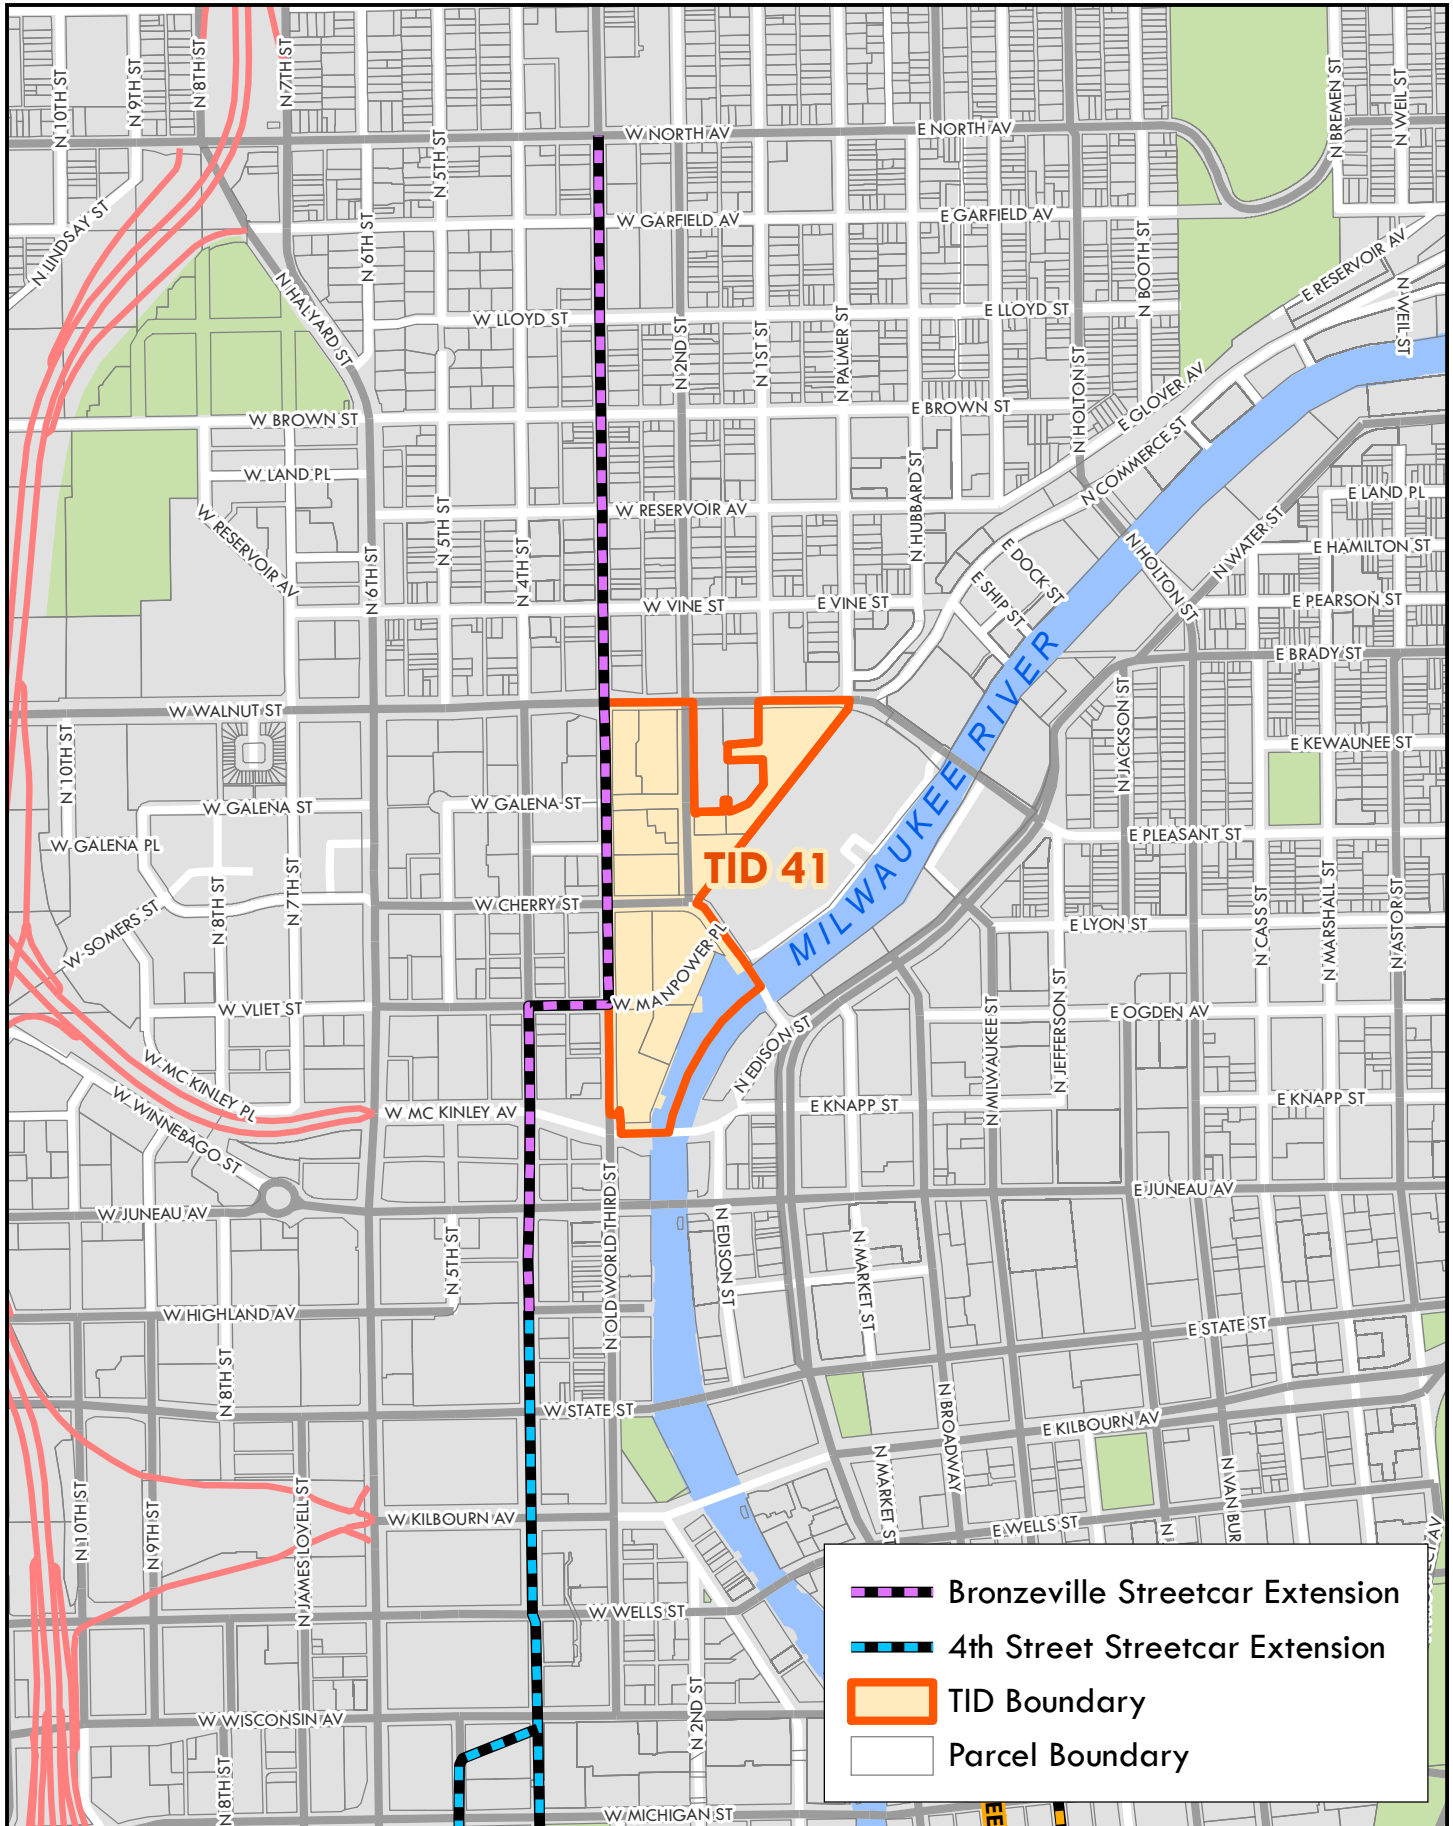 N 10TH ST
N 9TH ST
N 8TH ST
N 7TH ST
N 5TH ST
W NORTH AV
E NORTH AV
N BREMEN ST
N WEIL ST
N LINDSAY ST
N 6TH ST
W GARFIELD AV
E GARFIELD AV
N BOOTH ST
E RESERVOIR AV
N WEIL ST
N HALYARD ST
W LLOYD ST
E LLOYD ST
N 2ND ST
N 1ST ST
N PALMER ST
N HOLTON ST
W BROWN ST
E BROWN ST
E GLOVER AV
N COMMERCE ST
W LAND PL
E LAND PL
W RESERVOIR AV
W RESERVOIR AV
N 5TH ST
N 4TH ST
N 6TH ST
N HUBBARD ST
E DOCK ST
E SHIP ST
N HOLTON ST
N WATER ST
E HAMILTON ST
W VINE ST
E VINE ST
E PEARSON ST
E BRADY ST
MILWAUKEE RIVER
W WALNUT ST
N 10TH ST
N JACKSON ST
E KEWAUNEE ST
W GALENA ST
W GALENA ST
W GALENA PL
E PLEASANT ST
TID 41
N 8TH ST
N 7TH ST
W CHERRY ST
W SOMERS ST
E LYON ST
N CASS ST
N MARSHALL ST
N ASTOR ST
W MANPOWER PL
W VLIET ST
N EDISON ST
N MILWAUKEE ST
N JEFFERSON ST
E OGDEN AV
W MC KINLEY PL
W WINNEBAGO ST
W MC KINLEY AV
E KNAPP ST
E KNAPP ST
W JUNEAU AV
E JUNEAU AV
N 5TH ST
N OLD WORLD THIRD ST
N EDISON ST
N MARKET ST
W HIGHLAND AV
E STATE ST
N 8TH ST
W STATE ST
N BROADWAY
E KILBOURN AV
N 10TH ST
N 9TH ST
N JAMES LOVELL ST
W KILBOURN AV
N MARKET ST
E WELLS ST
N
N VAN BUR
W WELLS ST
N 2ND ST
W WISCONSIN AV
N 8TH ST
W MICHIGAN ST
Bronzeville Streetcar Extension
4th Street Streetcar Extension
TID Boundary
Parcel Boundary
EE